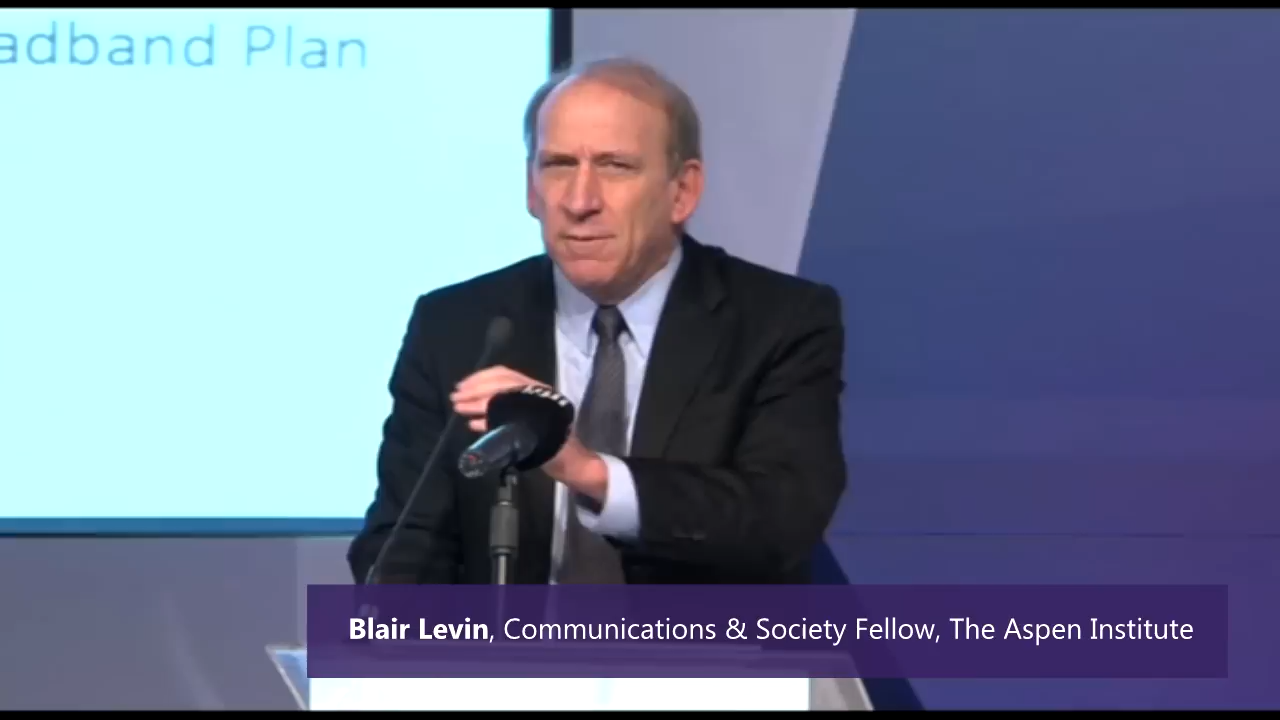 adband Plan
Blair Levin, Communications & Society Fellow, The Aspen Institute